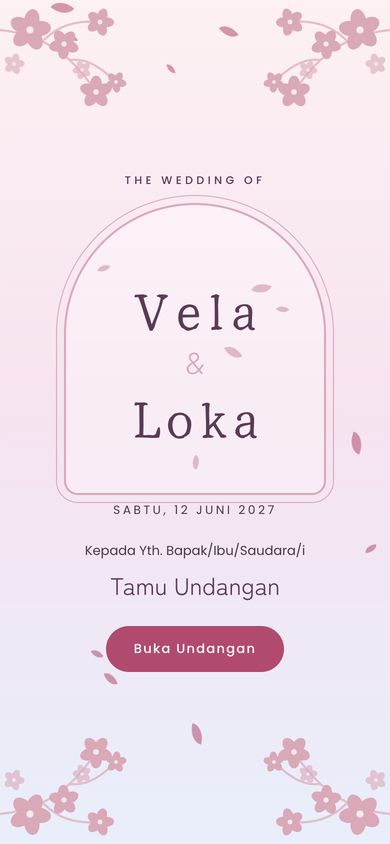 THE WEDDING OF
Vela
&
Loka
SABTU, 12 JUNI 2027
Kepada Yth. Bapak/Ibu/Saudara/i
Tamu Undangan
Buka Undangan